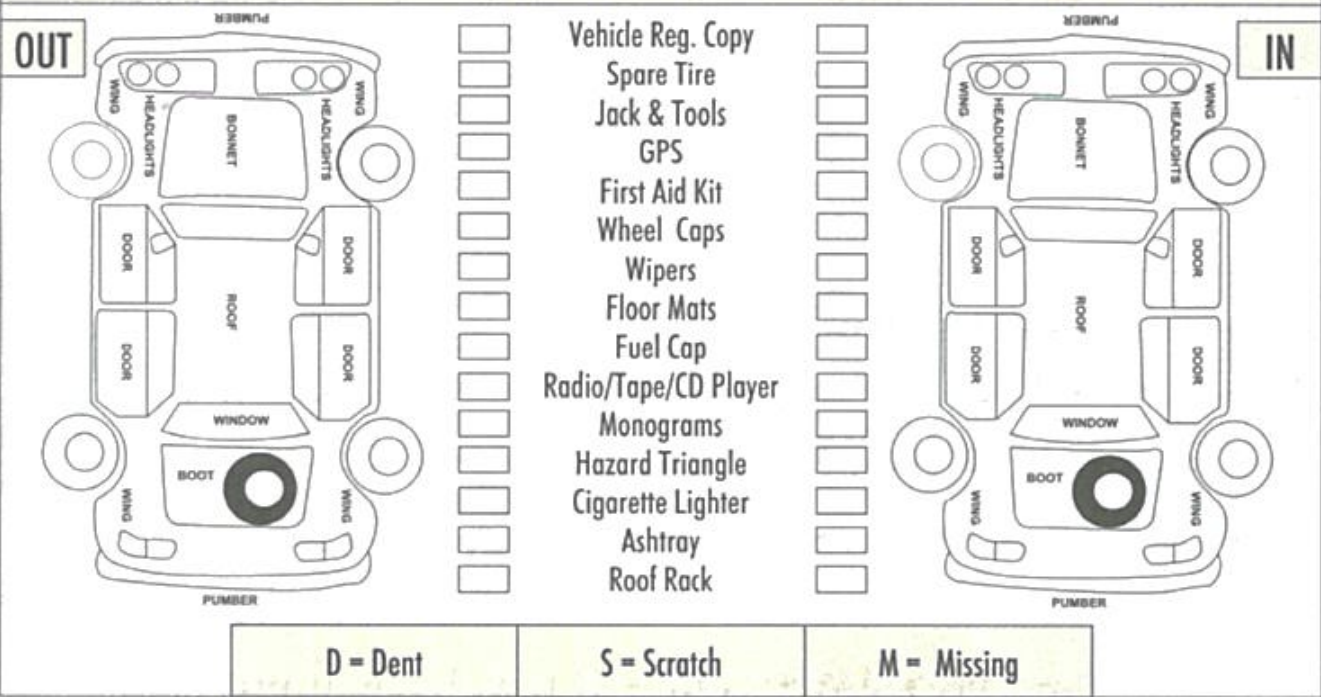 PUMBER
PUMBER
OUT
IN
WING
HEADLIGHTS
BONNET
HEADLIGHTS
WING
DOOR
DOOR
ROOF
DOOR
DOOR
WINDOW
BOOT
WING
WING
PUMBER
Vehicle Reg. Copy
Spare Tire
Jack & Tools
GPS
First Aid Kit
Wheel Caps
Wipers
Floor Mats
Fuel Cap
Radio/Tape/CD Player
Monograms
Hazard Triangle
Cigarette Lighter
Ashtray
Roof Rack
WING
HEADLIGHTS
BONNET
HEADLIGHTS
WING
DOOR
DOOR
ROOF
DOOR
DOOR
WINDOW
BOOT
WING
WING
PUMBER
D = Dent
S = Scratch
M = Missing